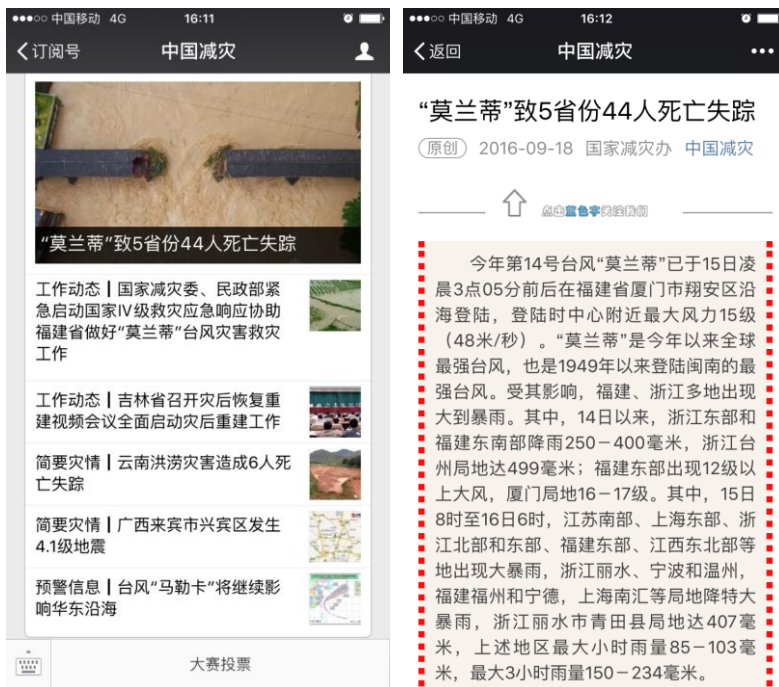 中国移动 4G 16:11
订阅号 中国减灾
“莫兰蒂”致5省份44人死亡失踪
工作动态┃国家减灾委、民政部紧
急启动国家Ⅳ级救灾应急响应协助
福建省做好“莫兰蒂”台风灾害救灾
工作
工作动态┃吉林省召开灾后恢复重
建视频会议全面启动灾后重建工作
简要灾情┃云南洪涝灾害造成6人死
亡失踪
简要灾情┃广西来宾市兴宾区发生
4.1级地震
预警信息┃台风“马勒卡”将继续影
响华东沿海
大赛投票
中国移动 4G 16:12
返回 中国减灾
“莫兰蒂”致5省份44人死亡失踪
原创 2016-09-18 国家减灾办 中国减灾
点击蓝色字关注我们
今年第14号台风“莫兰蒂”已于15日凌
晨3点05分前后在福建省厦门市翔安区沿
海登陆，登陆时中心附近最大风力15级
（48米/秒）。“莫兰蒂”是今年以来全球
最强台风，也是1949年以来登陆闽南的最
强台风。受其影响，福建、浙江多地出现
大到暴雨。其中，14日以来，浙江东部和
福建东南部降雨250－400毫米，浙江台
州局地达499毫米；福建东部出现12级以
上大风，厦门局地16－17级。其中，15日
8时至16日6时，江苏南部、上海东部、浙
江北部和东部、福建东部、江西东北部等
地出现大暴雨，浙江丽水、宁波和温州，
福建福州和宁德，上海南汇等局地降特大
暴雨，浙江丽水市青田县局地达407毫
米，上述地区最大小时雨量85－103毫
米，最大3小时雨量150－234毫米。